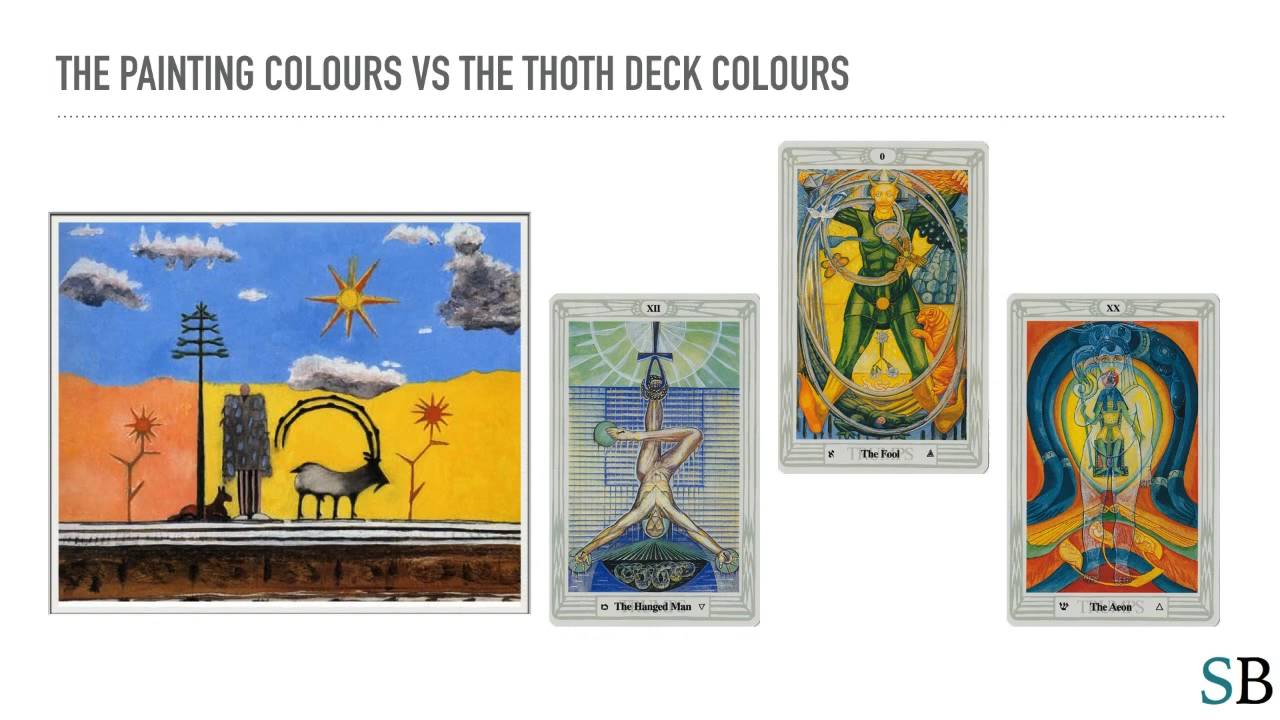 THE PAINTING COLOURS VS THE THOTH DECK COLOURS
0
א The Fool
XII
מ The Hanged Man
XX
ש The Aeon
SB